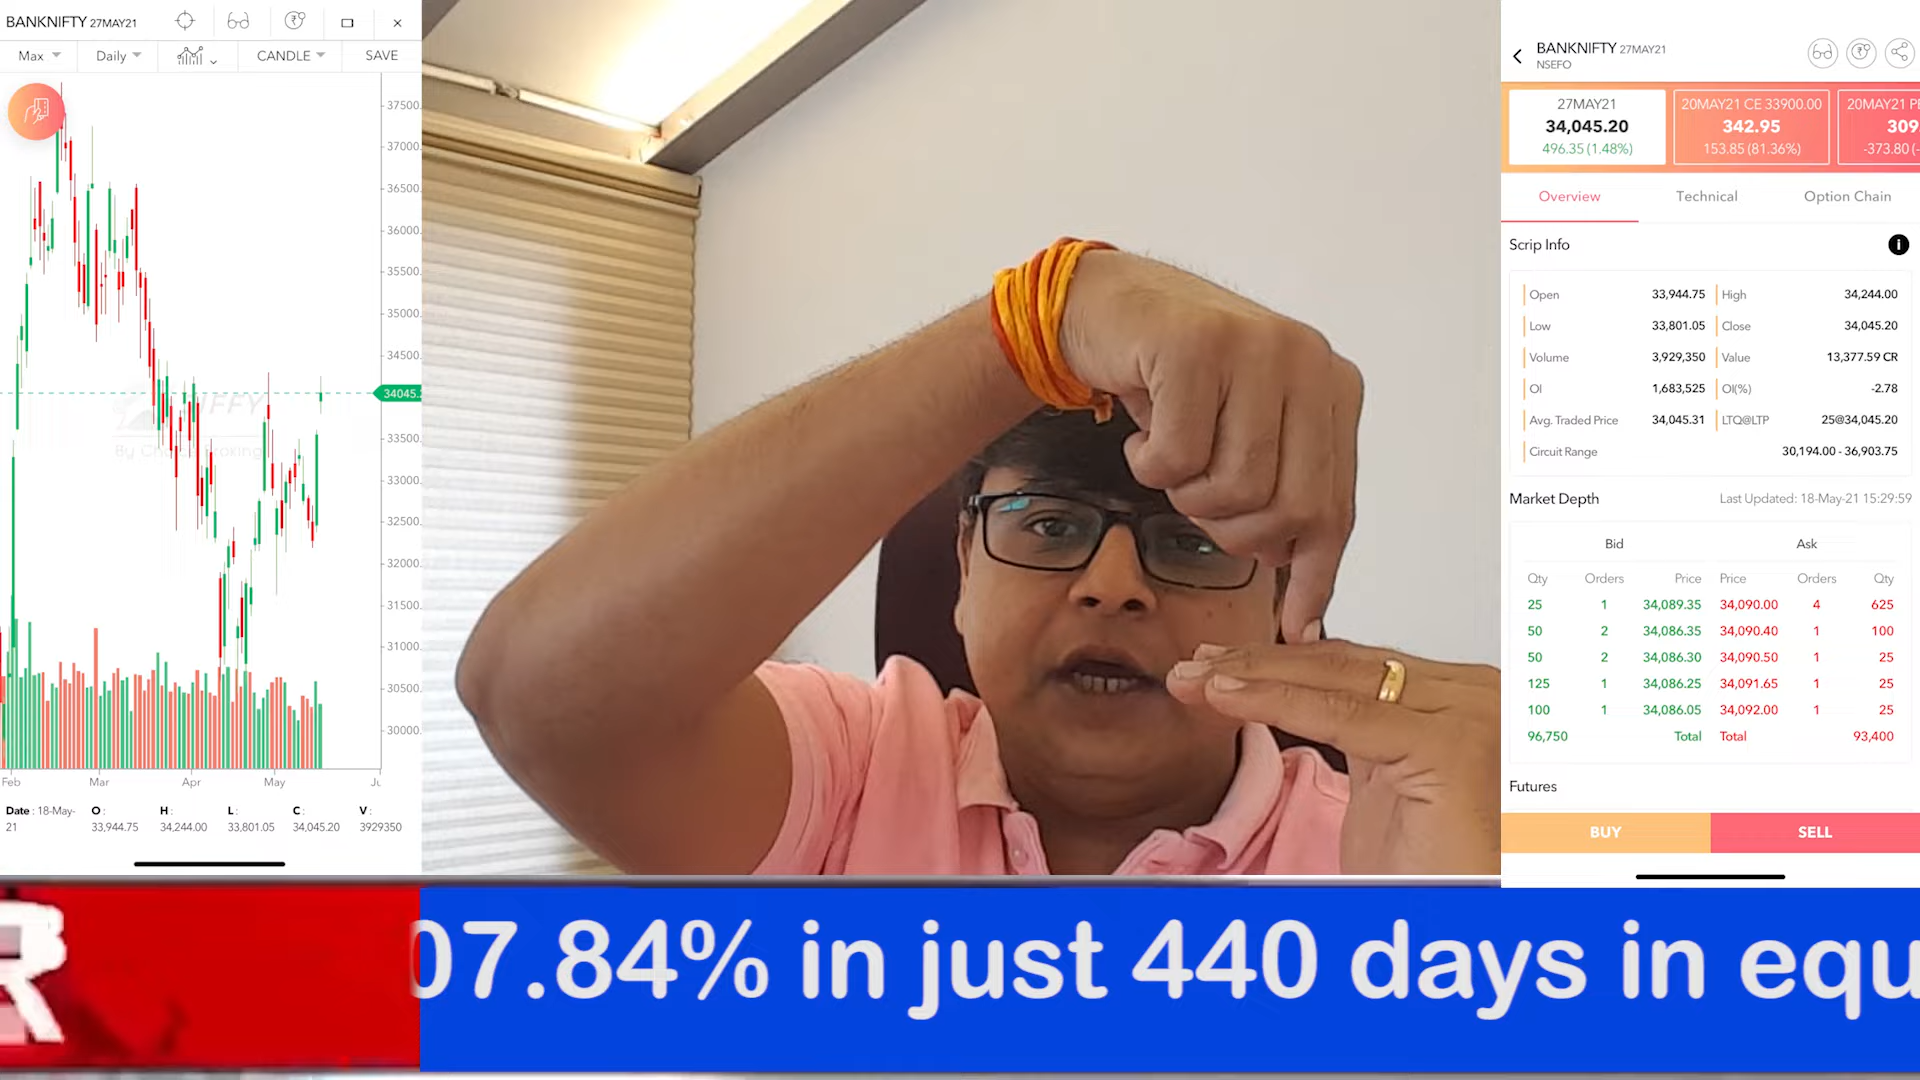 BANKNIFTY 27MAY21
Max Daily CANDLE SAVE
37500.
37000.
36500.
36000.
35500.
35000.
34500.
34045.2
33500.
33000.
32500.
32000.
31500.
31000.
30500.
30000.
Feb Mar Apr May
Date : 18-May-21 O : 33,944.75 H : 34,244.00 L : 33,801.05 C : 34,045.20 V : 3929350
BANKNIFTY 27MAY21
NSEFO
27MAY21 20MAY21 CE 33900.00 20MAY21 P
34,045.20 342.95 309
496.35 (1.48%) 153.85 (81.36%) -373.80 (-
Overview Technical Option Chain
Scrip Info
Open 33,944.75 High 34,244.00
Low 33,801.05 Close 34,045.20
Volume 3,929,350 Value 13,377.59 CR
OI 1,683,525 OI(%) -2.78
Avg. Traded Price 34,045.31 LTQ@LTP 25@34,045.20
Circuit Range 30,194.00 - 36,903.75
Market Depth Last Updated: 18-May-21 15:29:59
Bid Ask
Qty Orders Price Price Orders Qty
25 1 34,089.35 34,090.00 4 625
50 2 34,086.35 34,090.40 1 100
50 2 34,086.30 34,090.50 1 25
125 1 34,086.25 34,091.65 1 25
100 1 34,086.05 34,092.00 1 25
96,750 Total Total 93,400
Futures
BUY SELL
R
07.84% in just 440 days in equ